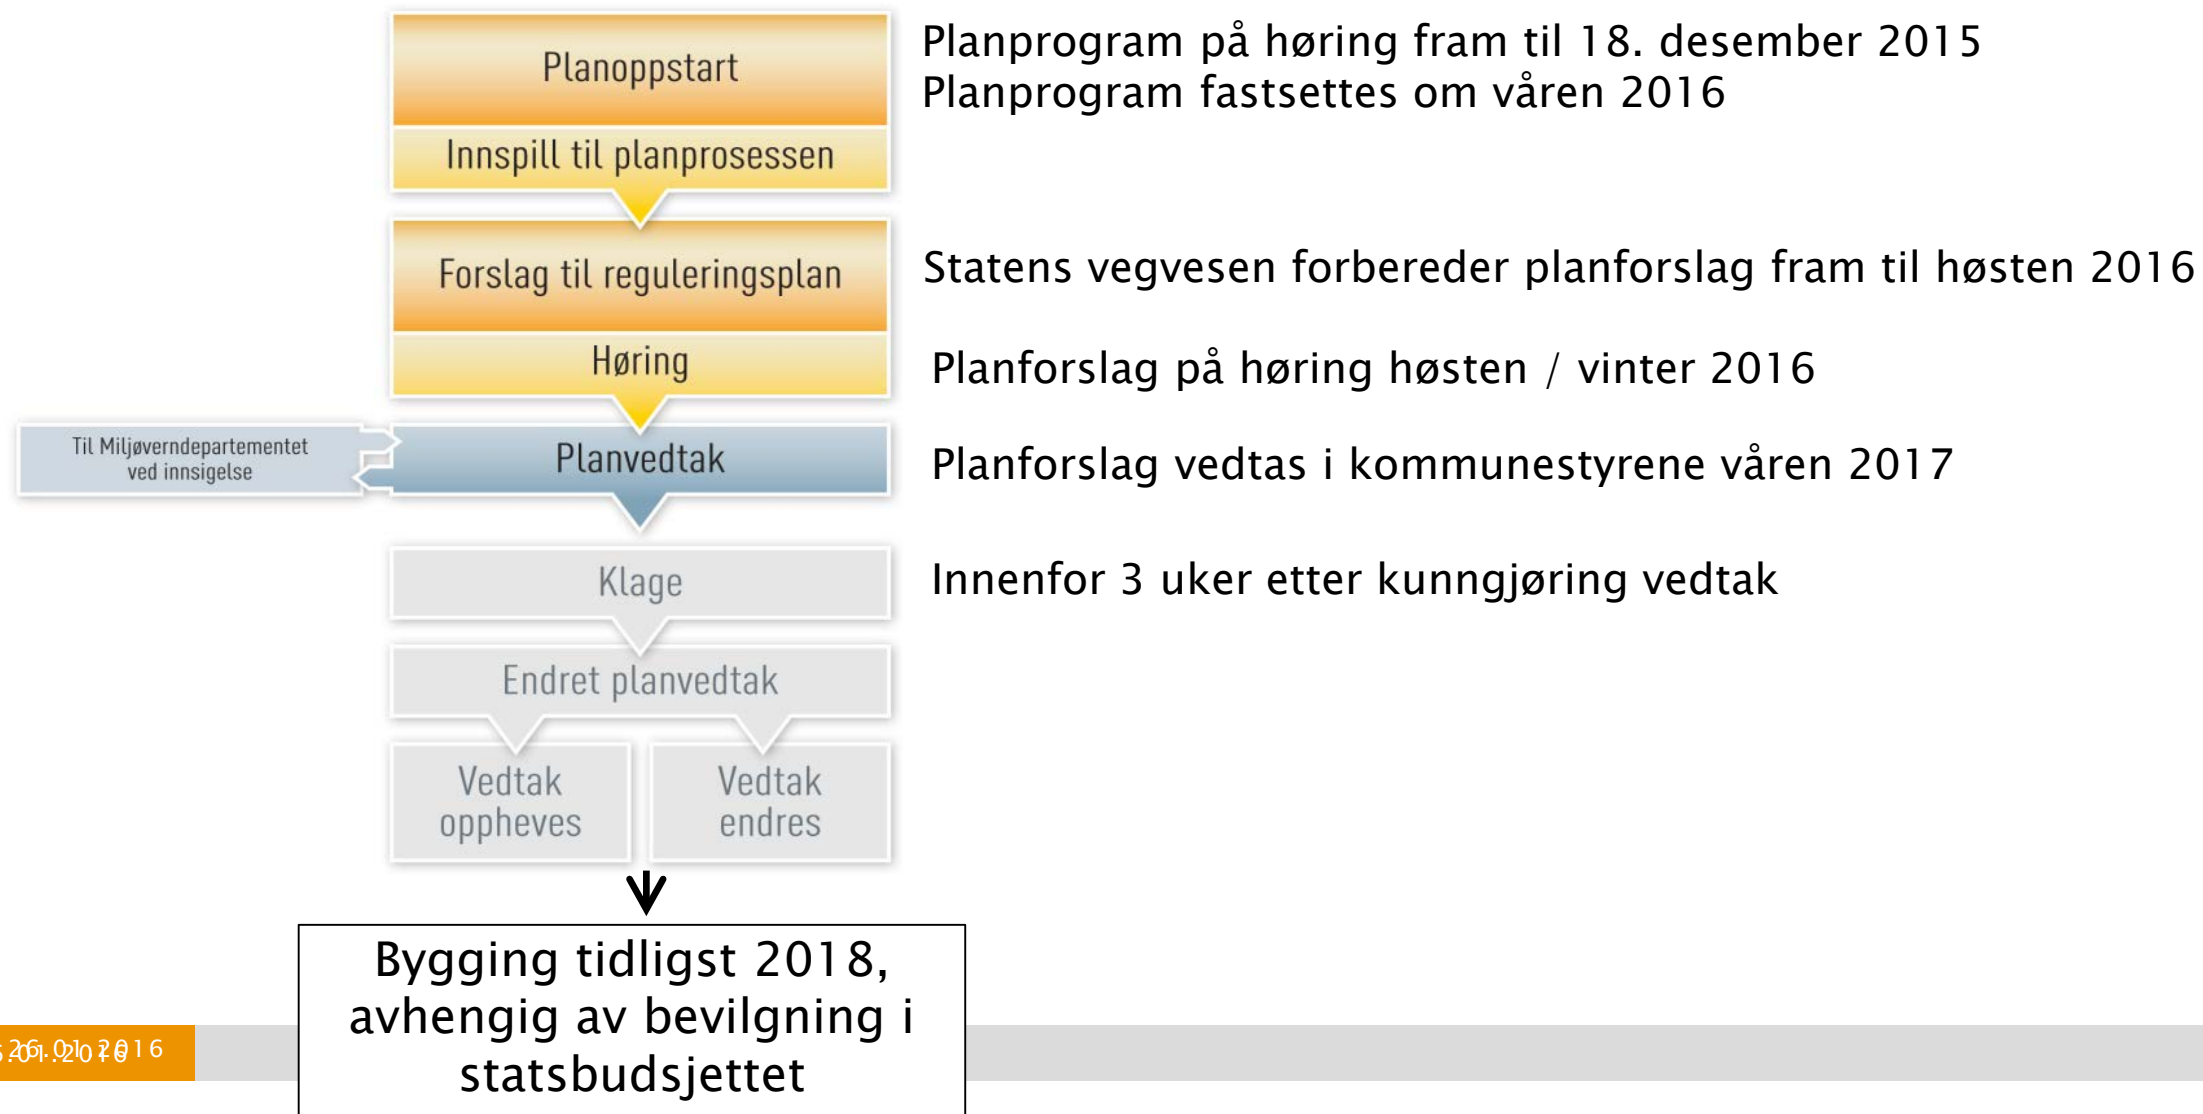 Planoppstart
Planprogram på høring fram til 18. desember 2015
Planprogram fastsettes om våren 2016
Innspill til planprosessen
Forslag til reguleringsplan
Statens vegvesen forbereder planforslag fram til høsten 2016
Høring
Planforslag på høring høsten / vinter 2016
Til Miljøverndepartementet
ved innsigelse
Planvedtak
Planforslag vedtas i kommunestyrene våren 2017
Klage
Innenfor 3 uker etter kunngjøring vedtak
Endret planvedtak
Vedtak
oppheves
Vedtak
endres
Bygging tidligst 2018,
avhengig av bevilgning i
statsbudsjettet
26.01.2016